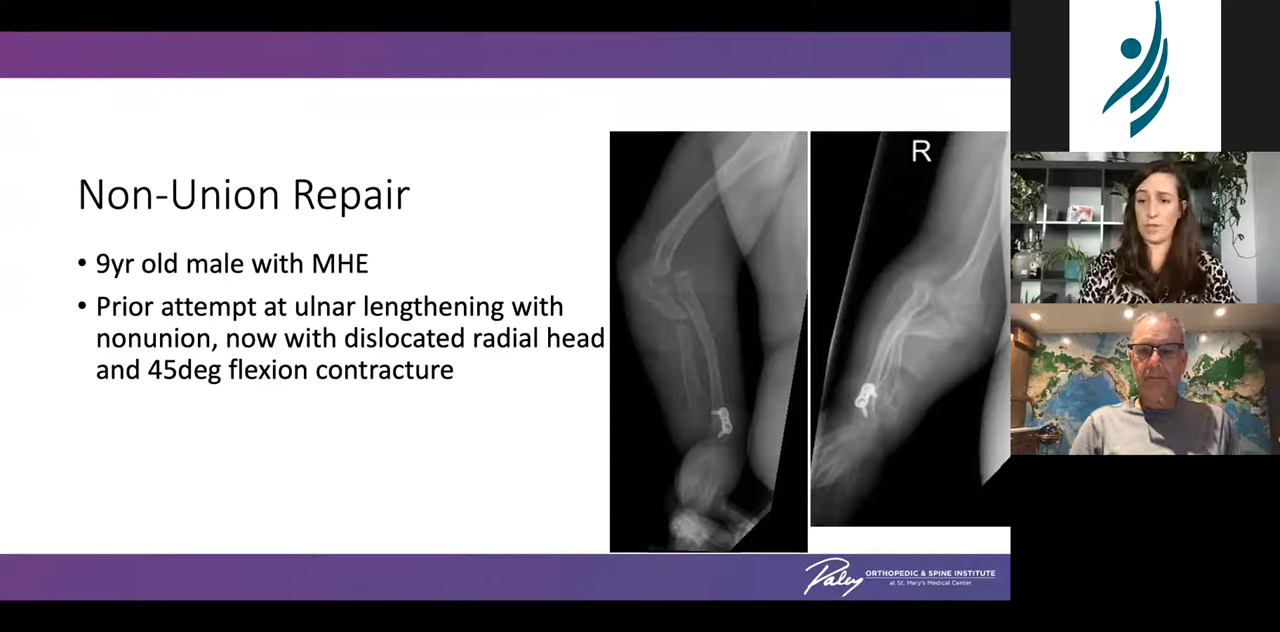 Non-Union Repair
• 9yr old male with MHE
• Prior attempt at ulnar lengthening with
nonunion, now with dislocated radial head
and 45deg flexion contracture
R
Paley ORTHOPEDIC & SPINE INSTITUTE
at St. Mary's Medical Center